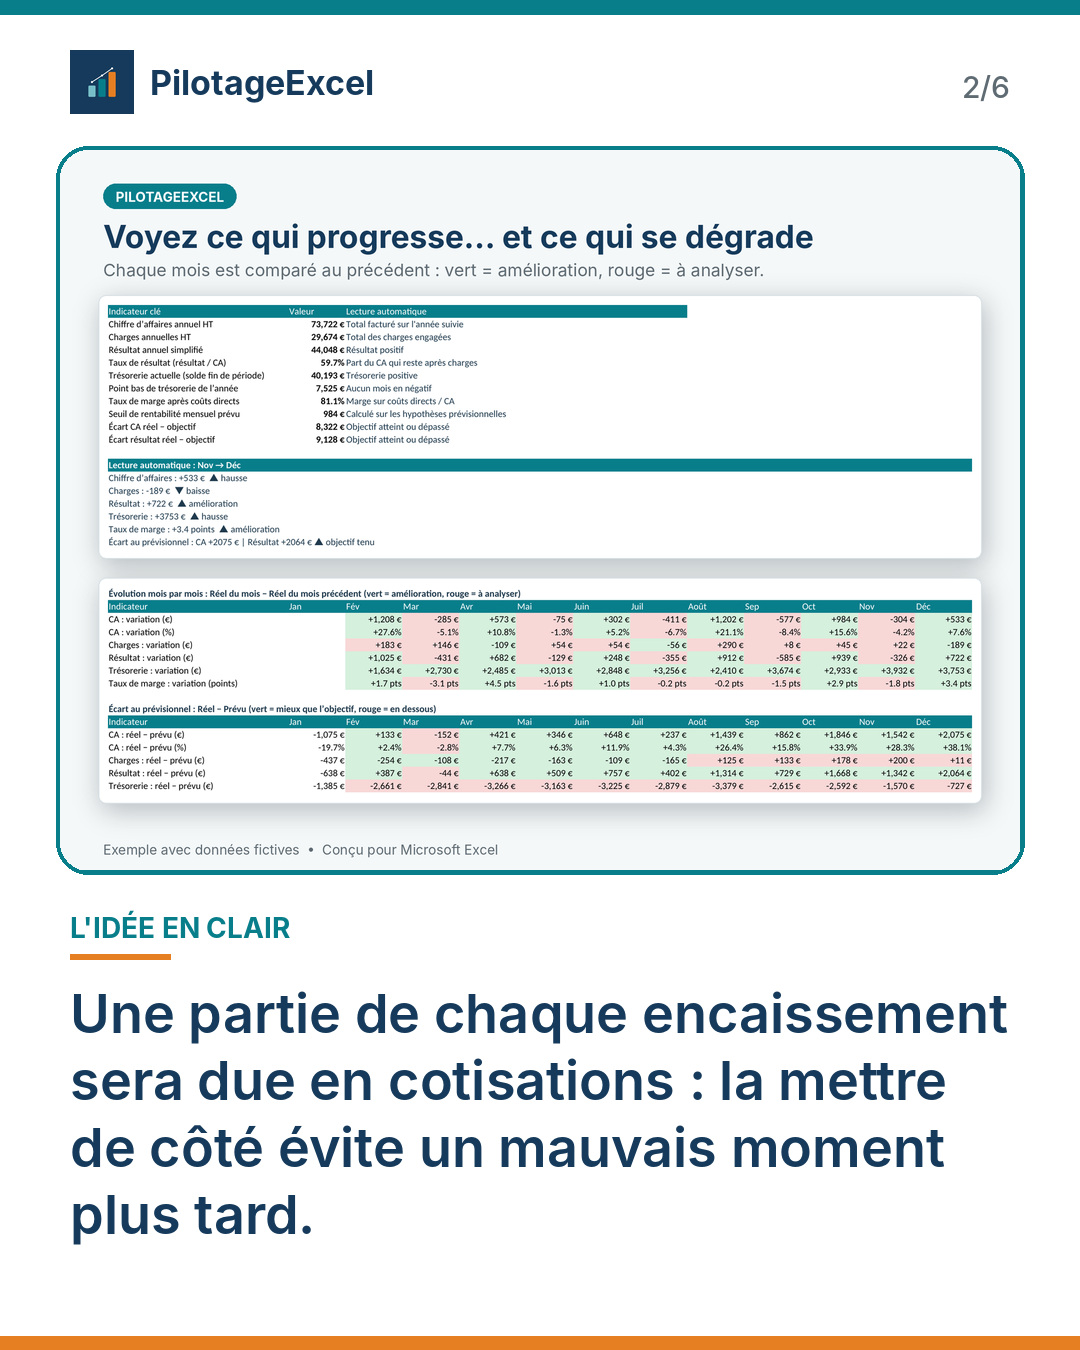 PilotageExcel
2/6
PILOTAGEEXCEL
Voyez ce qui progresse... et ce qui se dégrade
Chaque mois est comparé au précédent : vert = amélioration, rouge = à analyser.
Indicateur clé Valeur Lecture automatique
Chiffre d'affaires annuel HT 73,722 € Total facturé sur l'année suivie
Charges annuelles HT 29,674 € Total des charges engagées
Résultat annuel simplifié 44,048 € Résultat positif
Taux de résultat (résultat / CA) 59.7% Part du CA qui reste après charges
Trésorerie actuelle (solde fin de période) 40,193 € Trésorerie positive
Point bas de trésorerie de l'année 7,525 € Aucun mois en négatif
Taux de marge après coûts directs 81.1% Marge sur coûts directs / CA
Seuil de rentabilité mensuel prévu 984 € Calculé sur les hypothèses prévisionnelles
Écart CA réel − objectif 8,322 € Objectif atteint ou dépassé
Écart résultat réel − objectif 9,128 € Objectif atteint ou dépassé
Lecture automatique : Nov → Déc
Chiffre d'affaires : +533 € ▲ hausse
Charges : -189 € ▼ baisse
Résultat : +722 € ▲ amélioration
Trésorerie : +3753 € ▲ hausse
Taux de marge : +3.4 points ▲ amélioration
Écart au prévisionnel : CA +2075 € | Résultat +2064 € ▲ objectif tenu
Évolution mois par mois : Réel du mois − Réel du mois précédent (vert = amélioration, rouge = à analyser)
Indicateur Jan Fév Mar Avr Mai Juin Juil Août Sep Oct Nov Déc
CA : variation (€) +1,208 € -285 € +573 € -75 € +302 € -411 € +1,202 € -577 € +984 € -304 € +533 €
CA : variation (%) +27.6% -5.1% +10.8% -1.3% +5.2% -6.7% +21.1% -8.4% +15.6% -4.2% +7.6%
Charges : variation (€) +183 € +146 € -109 € +54 € +54 € -56 € +290 € +8 € +45 € +22 € -189 €
Résultat : variation (€) +1,025 € -431 € +682 € -129 € +248 € -355 € +912 € -585 € +939 € -326 € +722 €
Trésorerie : variation (€) +1,634 € +2,730 € +2,485 € +3,013 € +2,848 € +3,256 € +2,410 € +3,674 € +2,933 € +3,932 € +3,753 €
Taux de marge : variation (points) +1.7 pts -3.1 pts +4.5 pts -1.6 pts +1.0 pts -0.2 pts -0.2 pts -1.5 pts +2.9 pts -1.8 pts +3.4 pts
Écart au prévisionnel : Réel − Prévu (vert = mieux que l'objectif, rouge = en dessous)
Indicateur Jan Fév Mar Avr Mai Juin Juil Août Sep Oct Nov Déc
CA : réel − prévu (€) -1,075 € +133 € -152 € +421 € +346 € +648 € +237 € +1,439 € +862 € +1,846 € +1,542 € +2,075 €
CA : réel − prévu (%) -19.7% +2.4% -2.8% +7.7% +6.3% +11.9% +4.3% +26.4% +15.8% +33.9% +28.3% +38.1%
Charges : réel − prévu (€) -437 € -254 € -108 € -217 € -163 € -109 € -165 € +125 € +133 € +178 € +200 € +11 €
Résultat : réel − prévu (€) -638 € +387 € -44 € +638 € +509 € +757 € +402 € +1,314 € +729 € +1,668 € +1,342 € +2,064 €
Trésorerie : réel − prévu (€) -1,385 € -2,661 € -2,841 € -3,266 € -3,163 € -3,225 € -2,879 € -3,379 € -2,615 € -2,592 € -1,570 € -727 €
Exemple avec données fictives • Conçu pour Microsoft Excel
L'IDÉE EN CLAIR
Une partie de chaque encaissement
sera due en cotisations : la mettre
de côté évite un mauvais moment
plus tard.